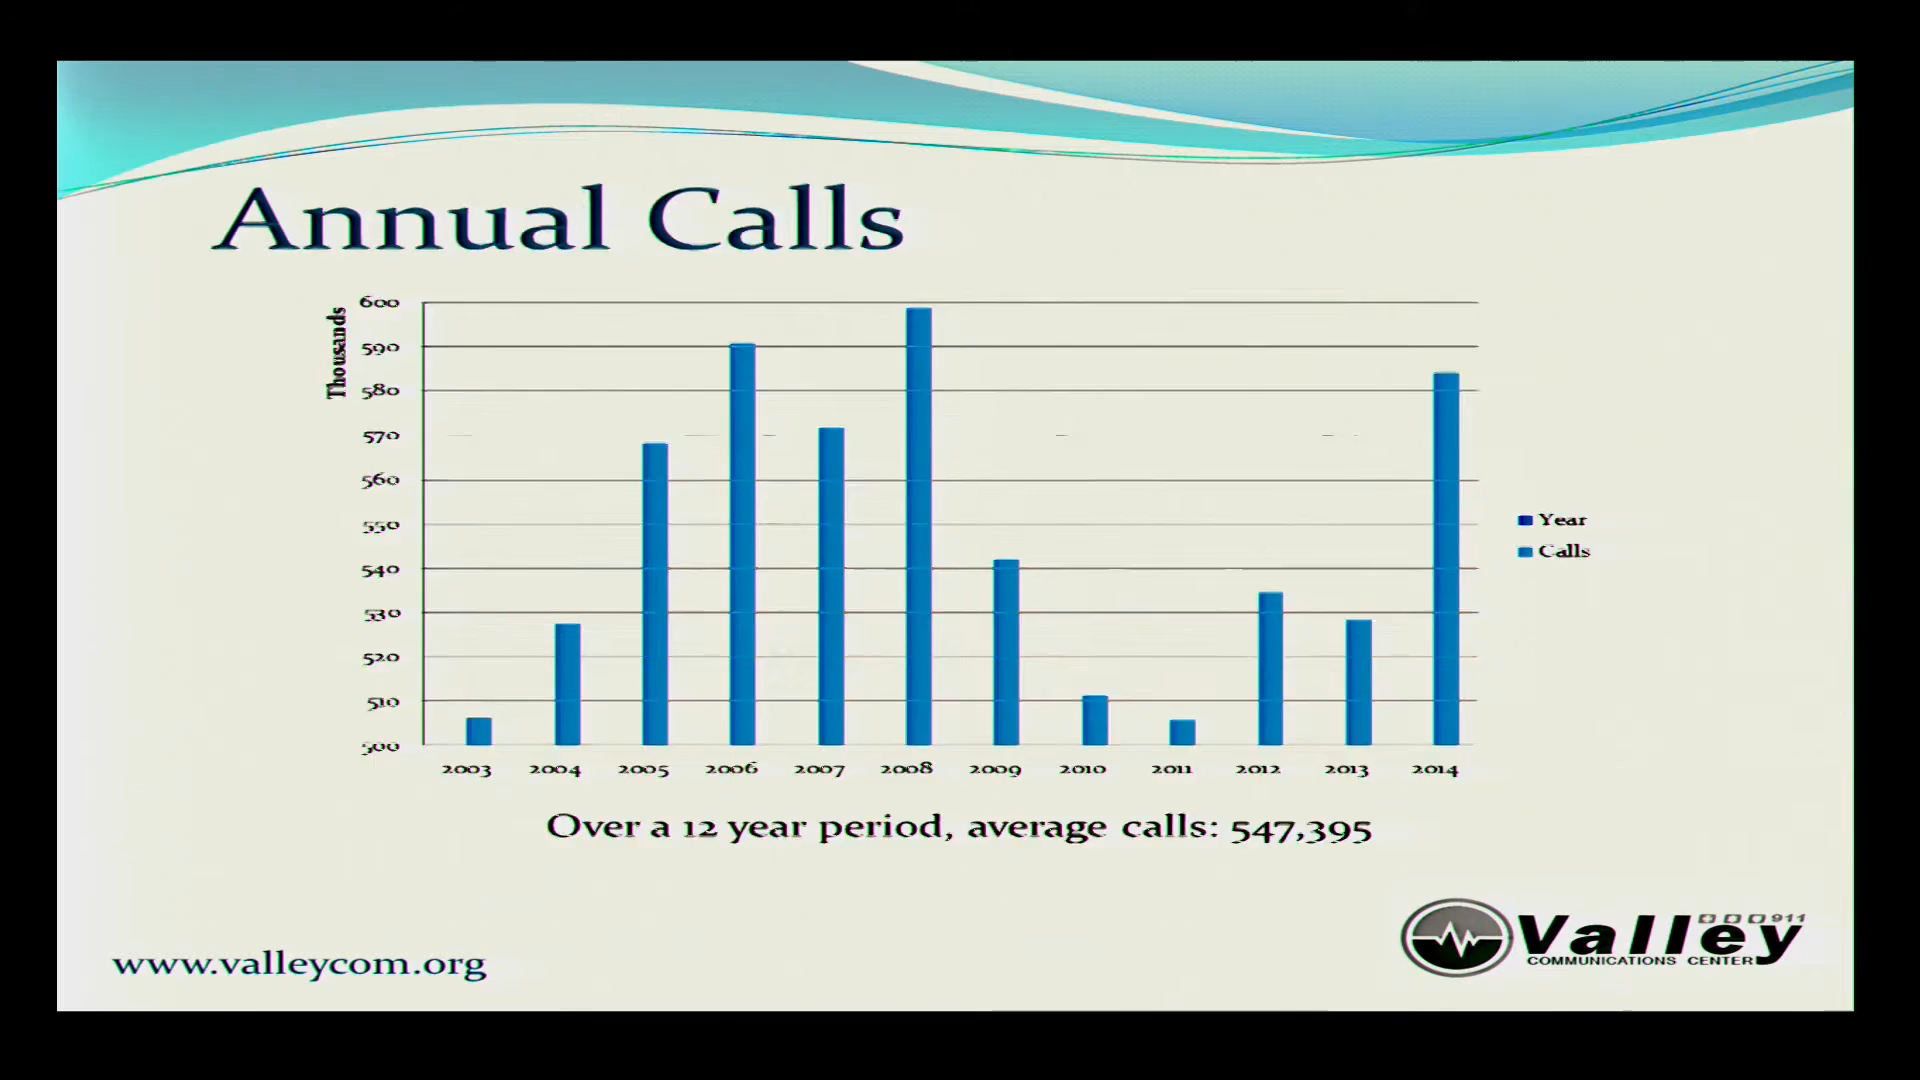 Annual Calls
Thousands
600
590
580
570
560
550
540
530
520
510
500
2003 2004 2005 2006 2007 2008 2009 2010 2011 2012 2013 2014
Year
Calls
Over a 12 year period, average calls: 547,395
www.valleycom.org
911
Valley
COMMUNICATIONS CENTER